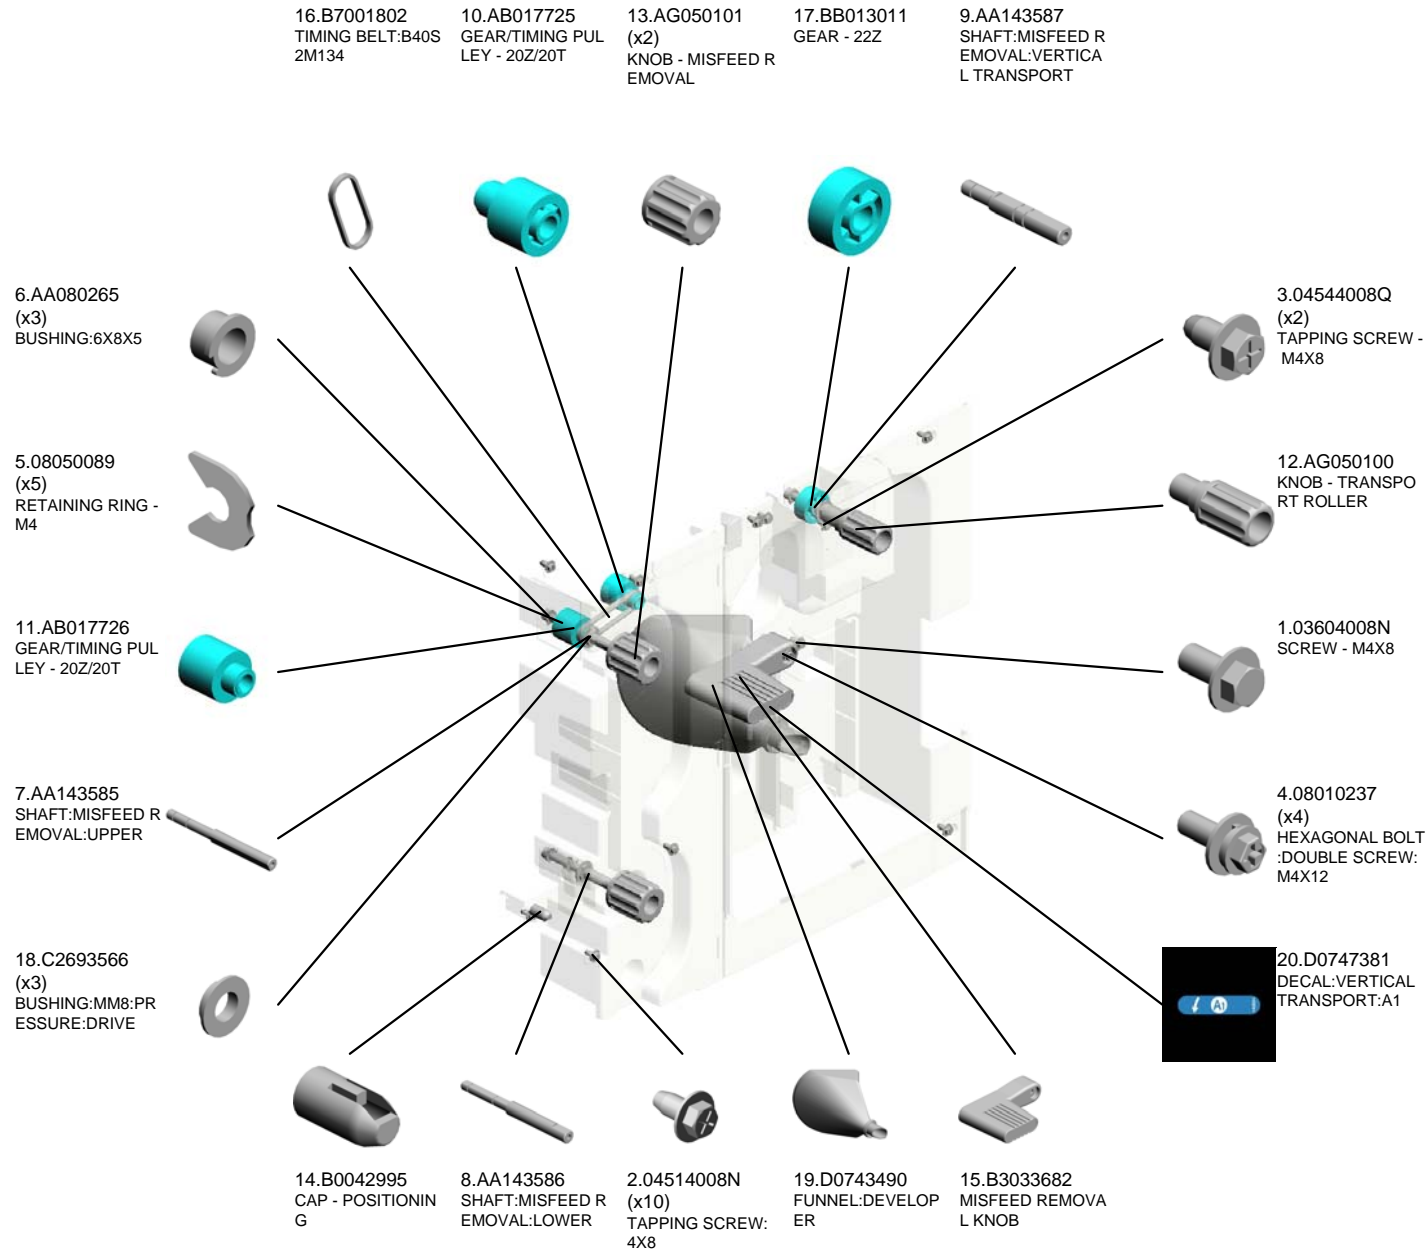 16.B7001802
TIMING BELT:B40S
2M134
10.AB017725
GEAR/TIMING PUL
LEY - 20Z/20T
13.AG050101
(x2)
KNOB - MISFEED R
EMOVAL
17.BB013011
GEAR - 22Z
9.AA143587
SHAFT:MISFEED R
EMOVAL:VERTICA
L TRANSPORT
6.AA080265
(x3)
BUSHING:6X8X5
3.04544008Q
(x2)
TAPPING SCREW -
M4X8
5.08050089
(x5)
RETAINING RING -
M4
12.AG050100
KNOB - TRANSPO
RT ROLLER
11.AB017726
GEAR/TIMING PUL
LEY - 20Z/20T
1.03604008N
SCREW - M4X8
7.AA143585
SHAFT:MISFEED R
EMOVAL:UPPER
4.08010237
(x4)
HEXAGONAL BOLT
:DOUBLE SCREW:
M4X12
18.C2693566
(x3)
BUSHING:MM8:PR
ESSURE:DRIVE
20.D0747381
DECAL:VERTICAL
TRANSPORT:A1
A1
14.B0042995
CAP - POSITIONIN
G
8.AA143586
SHAFT:MISFEED R
EMOVAL:LOWER
2.04514008N
(x10)
TAPPING SCREW:
4X8
19.D0743490
FUNNEL:DEVELOP
ER
15.B3033682
MISFEED REMOVA
L KNOB